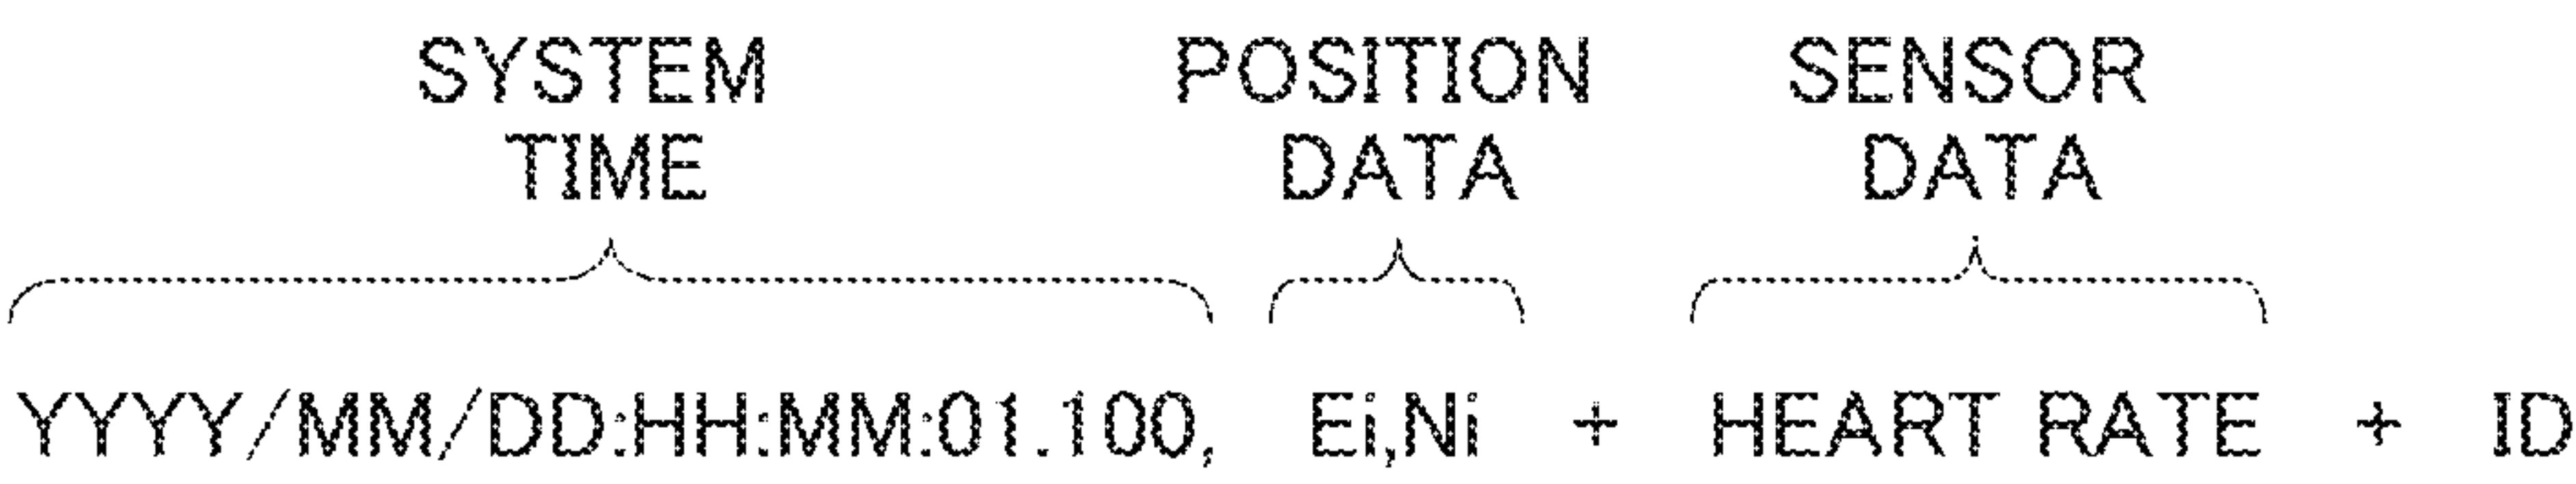 SYSTEM POSITION SENSOR
TIME DATA DATA
YYYY/MM/DD:HH:MM:01.100, Ei,Ni + HEART RATE + ID